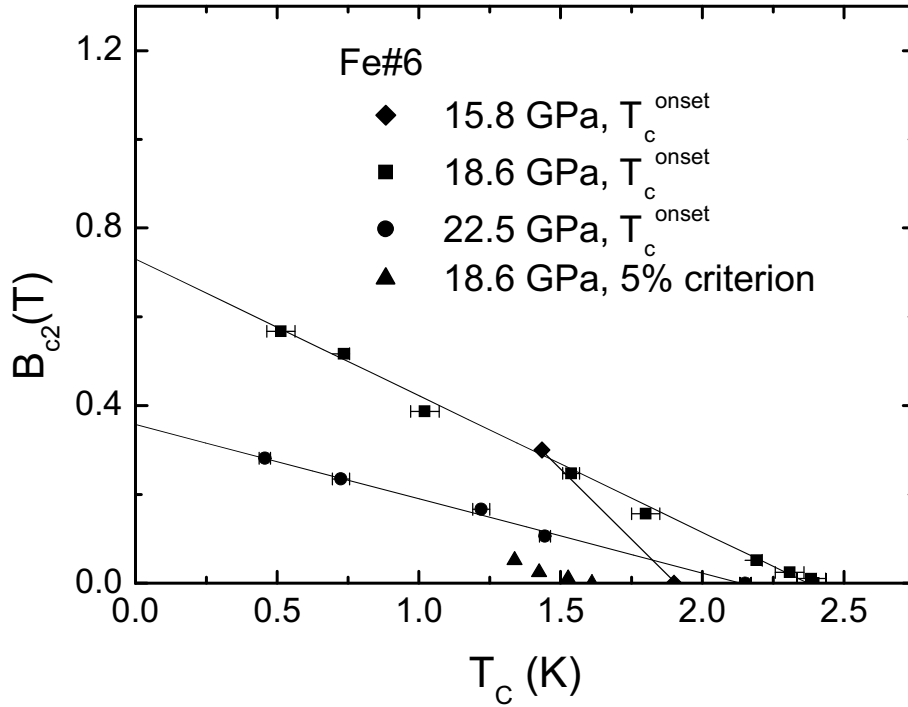 Fe#6
15.8 GPa, T_c^onset
18.6 GPa, T_c^onset
22.5 GPa, T_c^onset
18.6 GPa, 5% criterion
B_c2(T)
1.2
0.8
0.4
0.0
0.0 0.5 1.0 1.5 2.0 2.5
T_C (K)